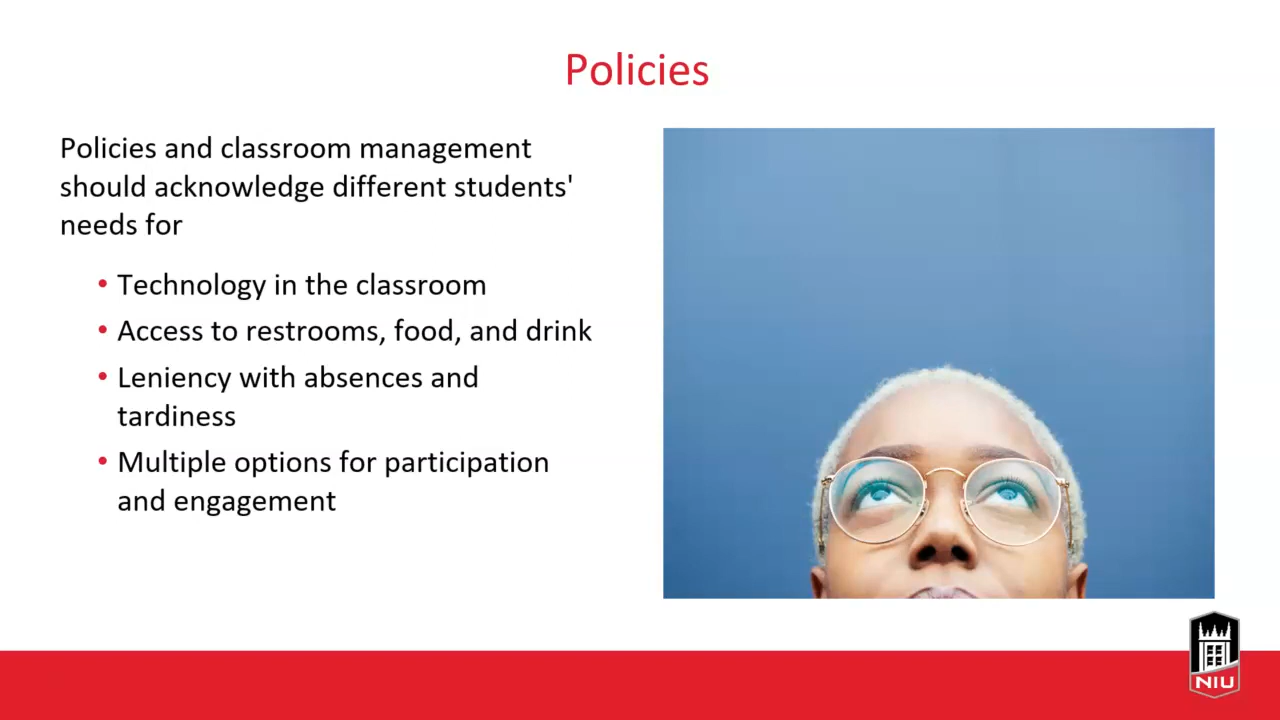 Policies
Policies and classroom management
should acknowledge different students'
needs for
• Technology in the classroom
• Access to restrooms, food, and drink
• Leniency with absences and
tardiness
• Multiple options for participation
and engagement
NIU